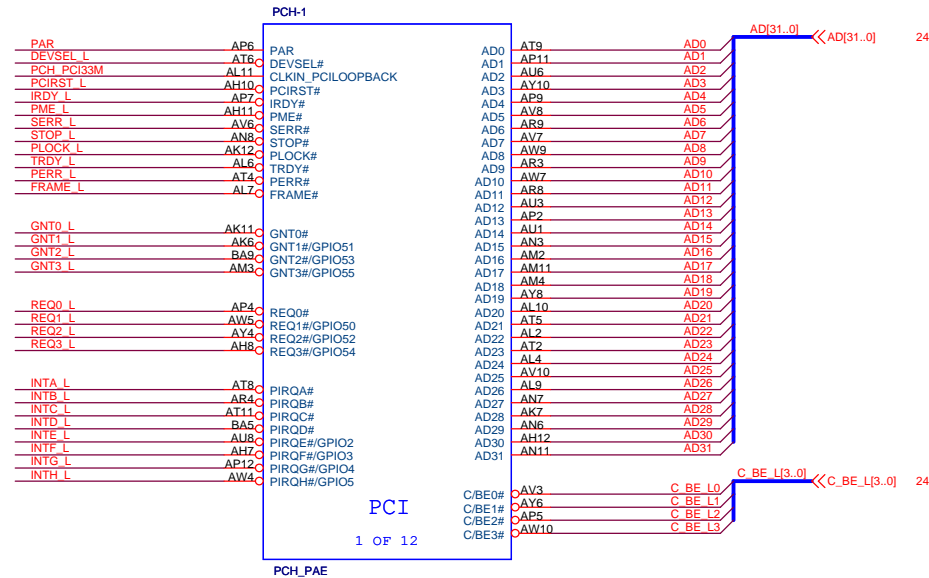 PCH-1
PAR AP6 PAR AD0 AT9 AD0 AD[31..0] AD[31..0] 24
DEVSEL_L AT6 DEVSEL# AD1 AP11 AD1
PCH_PCI33M AL11 CLKIN_PCILOOPBACK AD2 AU6 AD2
PCIRST_L AH10 PCIRST# AD3 AY10 AD3
IRDY_L AP7 IRDY# AD4 AP9 AD4
PME_L AH11 PME# AD5 AV8 AD5
SERR_L AV6 SERR# AD6 AR9 AD6
STOP_L AN8 STOP# AD7 AV7 AD7
PLOCK_L AK12 PLOCK# AD8 AW9 AD8
TRDY_L AL6 TRDY# AD9 AR3 AD9
PERR_L AT4 PERR# AD10 AW7 AD10
FRAME_L AL7 FRAME# AD11 AR8 AD11
AD12 AU3 AD12
AD13 AP2 AD13
GNT0_L AK11 GNT0# AD14 AU1 AD14
GNT1_L AK6 GNT1#/GPIO51 AD15 AN3 AD15
GNT2_L BA9 GNT2#/GPIO53 AD16 AM2 AD16
GNT3_L AM3 GNT3#/GPIO55 AD17 AM11 AD17
AD18 AM4 AD18
AD19 AY8 AD19
REQ0_L AP4 REQ0# AD20 AL10 AD20
REQ1_L AW5 REQ1#/GPIO50 AD21 AT5 AD21
REQ2_L AY4 REQ2#/GPIO52 AD22 AL2 AD22
REQ3_L AH8 REQ3#/GPIO54 AD23 AT2 AD23
AD24 AL4 AD24
AD25 AV10 AD25
INTA_L AT8 PIRQA# AD26 AL9 AD26
INTB_L AR4 PIRQB# AD27 AN7 AD27
INTC_L AT11 PIRQC# AD28 AK7 AD28
INTD_L BA5 PIRQD# AD29 AN6 AD29
INTE_L AU8 PIRQE#/GPIO2 AD30 AH12 AD30
INTF_L AH7 PIRQF#/GPIO3 AD31 AN11 AD31
INTG_L AP12 PIRQG#/GPIO4
INTH_L AW4 PIRQH#/GPIO5 C_BE_L[3..0] C_BE_L[3..0] 24
C/BE0# AV3 C_BE_L0
C/BE1# AY6 C_BE_L1
C/BE2# AP5 C_BE_L2
C/BE3# AW10 C_BE_L3
PCI
1 OF 12
PCH_PAE